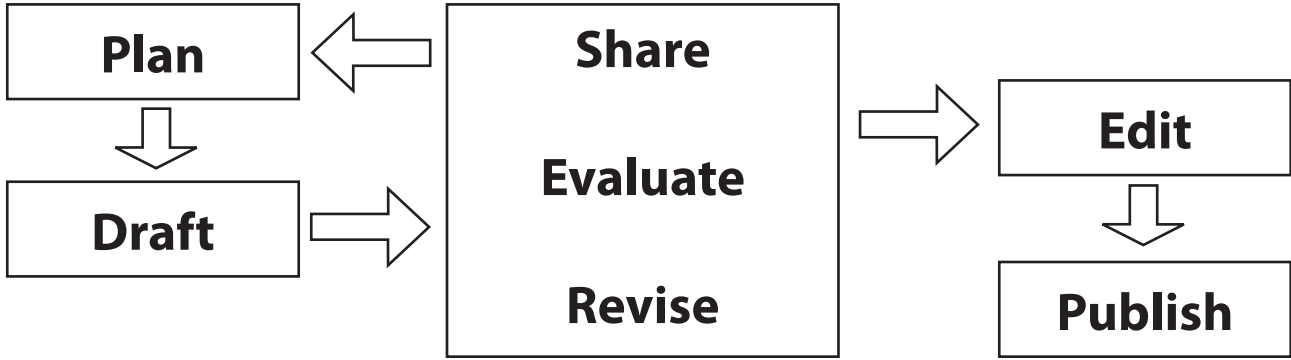 Plan
Draft
Share
Evaluate
Revise
Edit
Publish